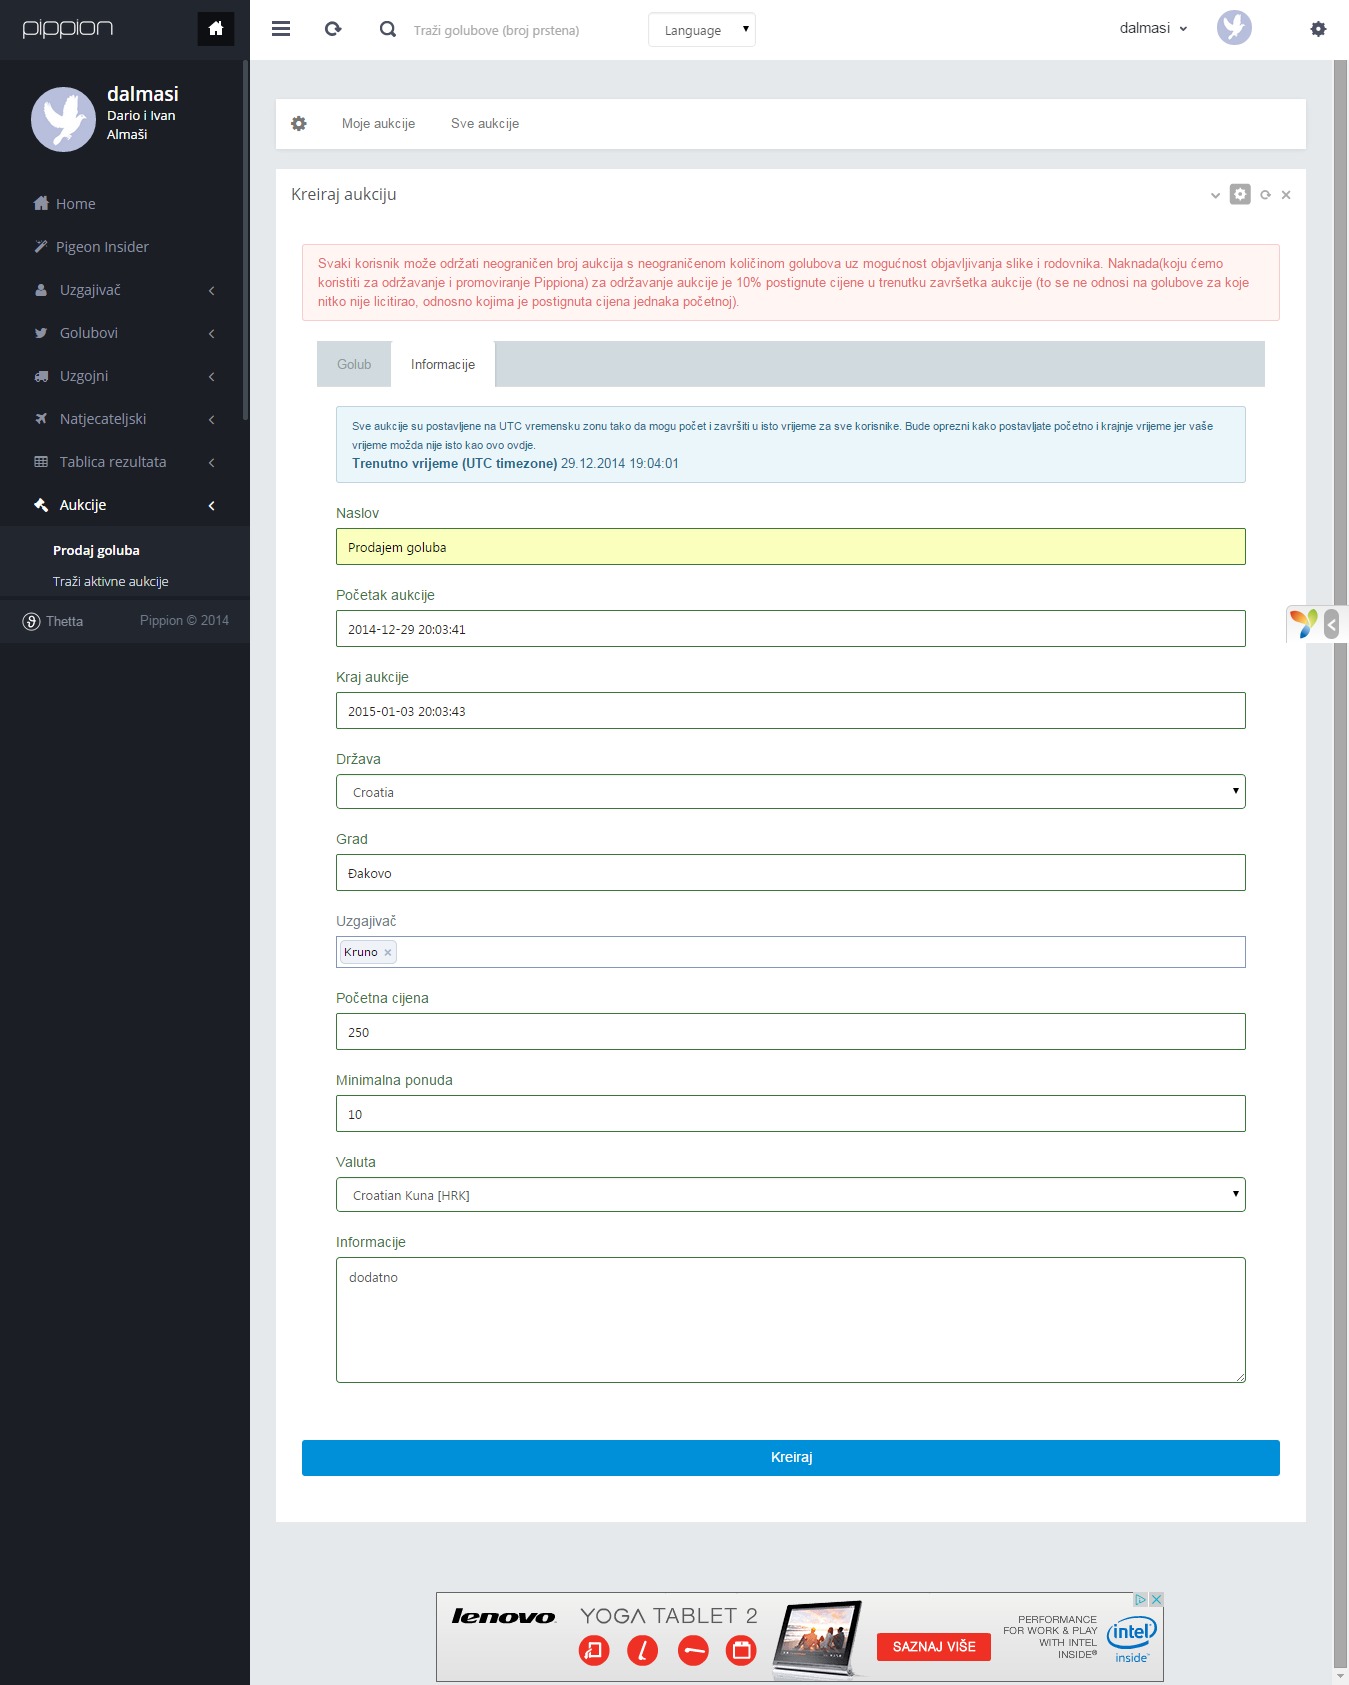 pippion
Traži golubove (broj prstena)
Language
dalmasi
dalmasi
Dario i Ivan
Almaši
Home
Pigeon Insider
Uzgajivač
Golubovi
Uzgojni
Natjecateljski
Tablica rezultata
Aukcije
Prodaj goluba
Traži aktivne aukcije
Thetta
Pippion © 2014
Moje aukcije
Sve aukcije
Kreiraj aukciju
Svaki korisnik može održati neograničen broj aukcija s neograničenom količinom golubova uz mogućnost objavljivanja slike i rodovnika. Naknada(koju ćemo
koristiti za održavanje i promoviranje Pippiona) za održavanje aukcije je 10% postignute cijene u trenutku završetka aukcije (to se ne odnosi na golubove za koje
nitko nije licitirao, odnosno kojima je postignuta cijena jednaka početnoj).
Golub
Informacije
Sve aukcije su postavljene na UTC vremensku zonu tako da mogu počet i završiti u isto vrijeme za sve korisnike. Bude oprezni kako postavljate početno i krajnje vrijeme jer vaše
vrijeme možda nije isto kao ovo ovdje.
Trenutno vrijeme (UTC timezone) 29.12.2014 19:04:01
Naslov
Prodajem goluba
Početak aukcije
2014-12-29 20:03:41
Kraj aukcije
2015-01-03 20:03:43
Država
Croatia
Grad
Đakovo
Uzgajivač
Kruno
Početna cijena
250
Minimalna ponuda
10
Valuta
Croatian Kuna [HRK]
Informacije
dodatno
Kreiraj
lenovo
YOGA TABLET 2
SAZNAJ VIŠE
PERFORMANCE
FOR WORK & PLAY
WITH INTEL
INSIDE®
intel
inside™